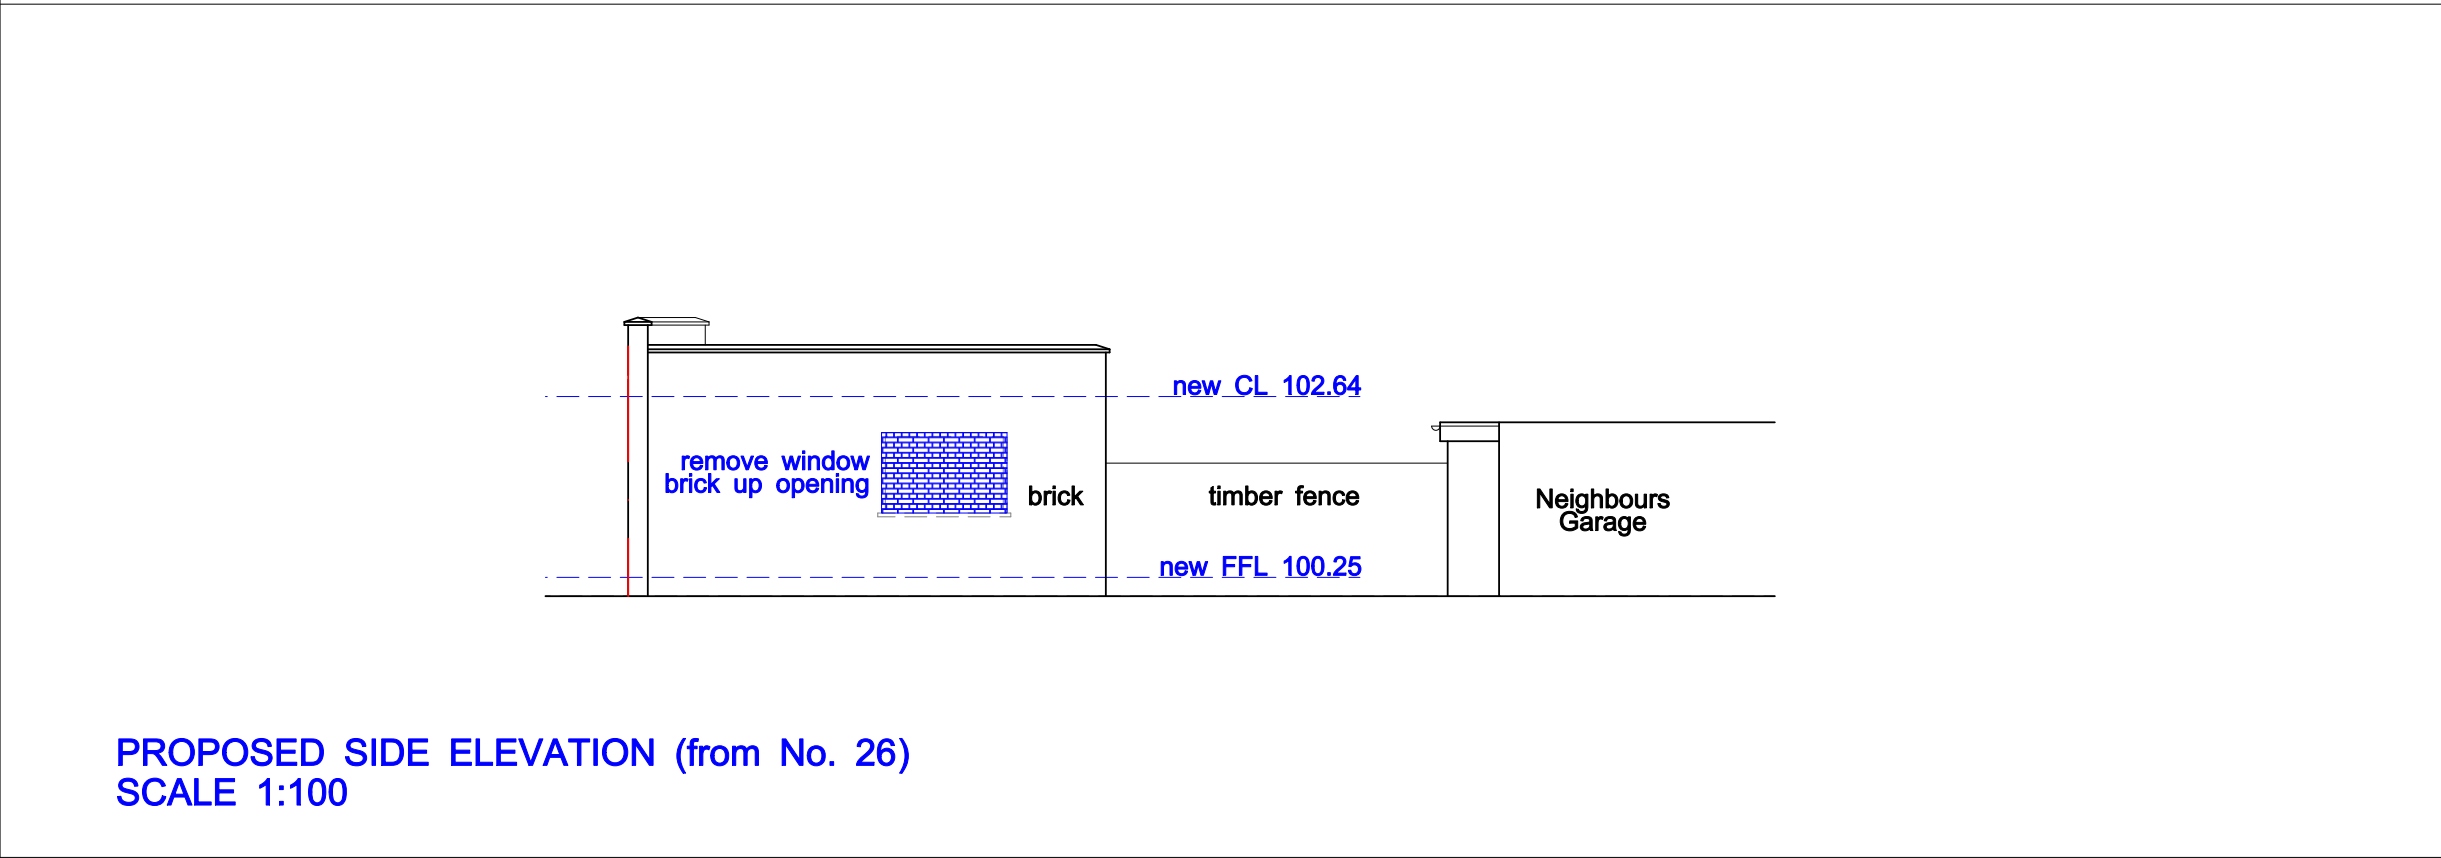 new CL 102.64
remove window
brick up opening
brick
timber fence
Neighbours
Garage
new FFL 100.25
PROPOSED SIDE ELEVATION (from No. 26)
SCALE 1:100